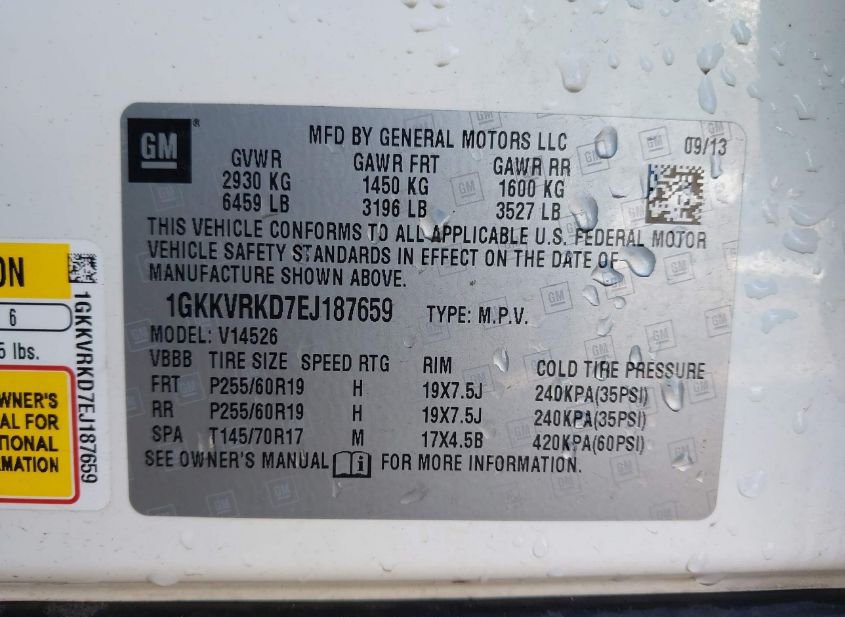 GM ®
MFD BY GENERAL MOTORS LLC 09/13
GVWR GAWR FRT GAWR RR
2930 KG 1450 KG 1600 KG
6459 LB 3196 LB 3527 LB
THIS VEHICLE CONFORMS TO ALL APPLICABLE U.S. FEDERAL MOTOR
VEHICLE SAFETY STANDARDS IN EFFECT ON THE DATE OF
MANUFACTURE SHOWN ABOVE.
1GKKVRKD7EJ187659 TYPE: M.P.V.
MODEL: V14526
VBBB TIRE SIZE SPEED RTG RIM COLD TIRE PRESSURE
FRT P255/60R19 H 19X7.5J 240KPA(35PSI)
RR P255/60R19 H 19X7.5J 240KPA(35PSI)
SPA T145/70R17 M 17X4.5B 420KPA(60PSI)
SEE OWNER'S MANUAL i FOR MORE INFORMATION.
ON
6
5 lbs.
OWNER'S
AL FOR
TIONAL
RMATION
1GKKVRKD7EJ187659